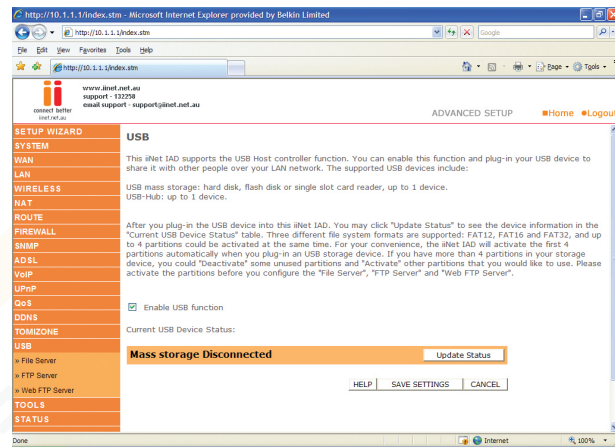 http://10.1.1.1/index.stm - Microsoft Internet Explorer provided by Belkin Limited
http://10.1.1.1/index.stm
Google
File Edit View Favorites Tools Help
http://10.1.1.1/index.stm
Page Tools
connect better
iinet.net.au
www.iinet.net.au
support - 132258
email support - support@iinet.net.au
ADVANCED SETUP
Home
Logout
SETUP WIZARD
SYSTEM
WAN
LAN
WIRELESS
NAT
ROUTE
FIREWALL
SNMP
ADSL
VoIP
UPnP
QoS
DDNS
TOMIZONE
USB
» File Server
» FTP Server
» Web FTP Server
TOOLS
STATUS
USB
This iiNet IAD supports the USB Host controller function. You can enable this function and plug-in your USB device to
share it with other people over your LAN network. The supported USB devices include:
USB mass storage: hard disk, flash disk or single slot card reader, up to 1 device.
USB-Hub: up to 1 device.
After you plug-in the USB device into this iiNet IAD. You may click "Update Status" to see the device information in the
"Current USB Device Status" table. Three different file system formats are supported: FAT12, FAT16 and FAT32, and up
to 4 partitions could be activated at the same time. For your convenience, the iiNet IAD will activate the first 4
partitions automatically when you plug-in an USB storage device. If you have more than 4 partitions in your storage
device, you could "Deactivate" some unused partitions and "Activate" other partitions that you would like to use. Please
activate the partitions before you configure the "File Server", "FTP Server" and "Web FTP Server".
Enable USB function
Current USB Device Status:
Mass storage Disconnected
Update Status
HELP SAVE SETTINGS CANCEL
Done
Internet
100%